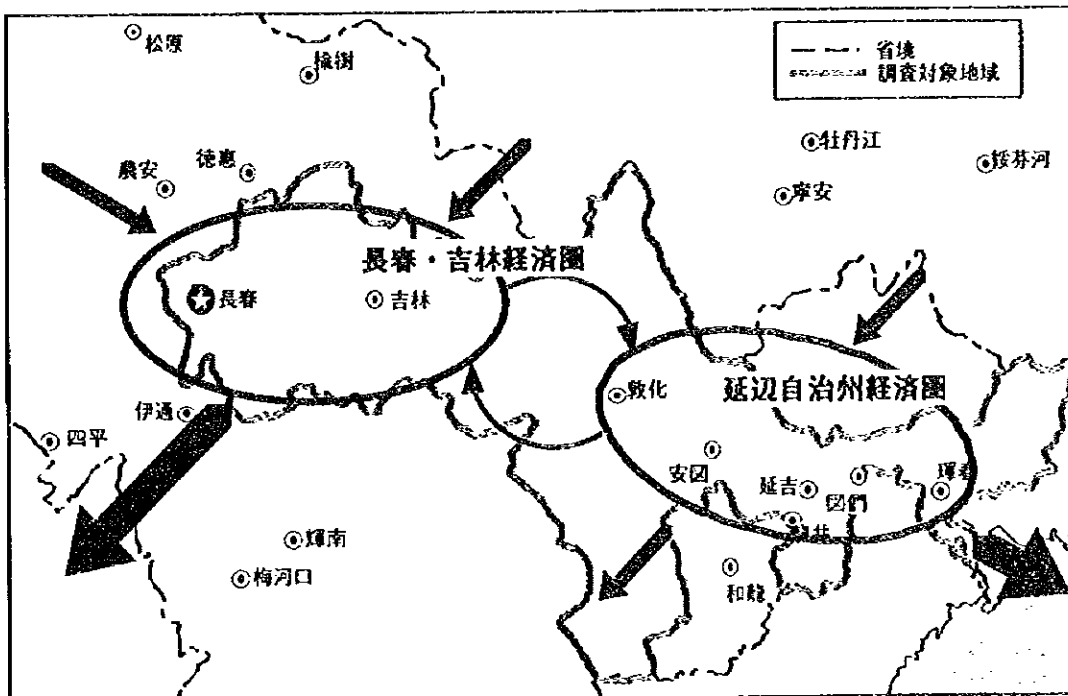 松原
楡樹
省境
調査対象地域
牡丹江
綏芬河
農安
徳恵
寧安
長春・吉林経済圏
長春
吉林
敦化
延辺自治州経済圏
伊通
四平
安図
延吉
図們
琿春
輝南
梅河口
和龍